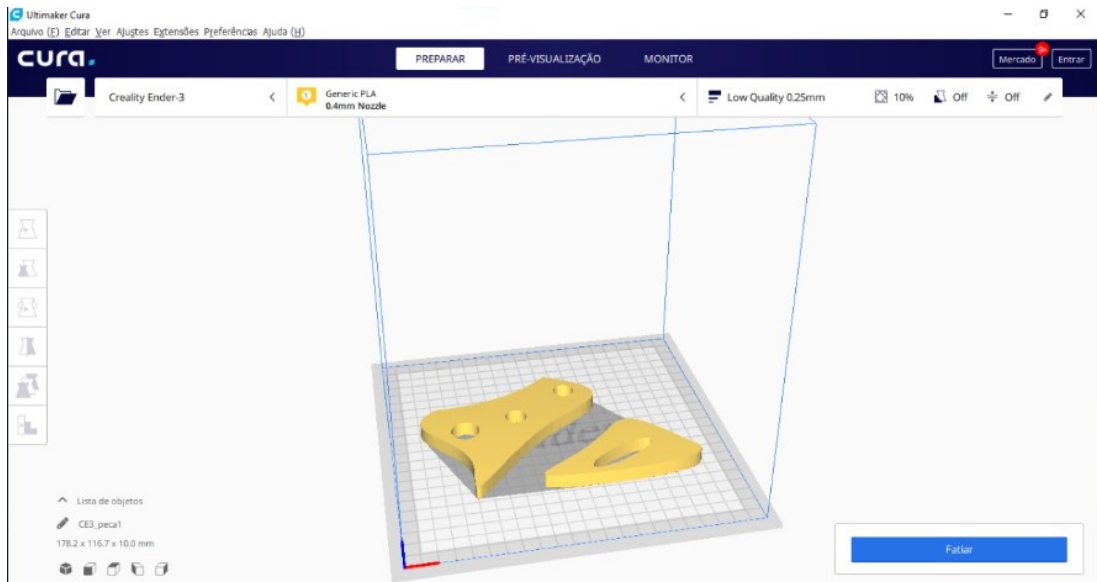 Ultimaker Cura
Arquivo (F) Editar Ver Ajustes Extensões Preferências Ajuda (H)
cura.
PREPARAR
PRÉ-VISUALIZAÇÃO
MONITOR
Mercado
9+
Entrar
Creality Ender-3
1
Generic PLA
0.4mm Nozzle
Low Quality 0.25mm
10%
Off
Off
Lista de objetos
CE3_peca1
178.2 x 116.7 x 10.0 mm
Fatiar